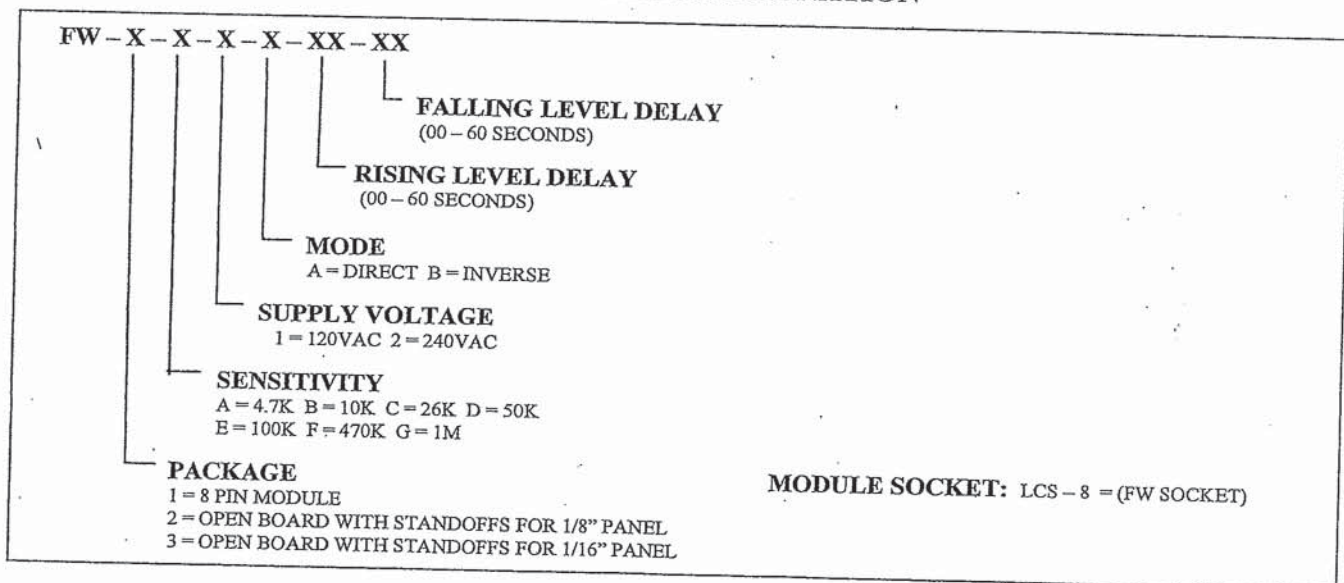 FW – X – X – X – X – XX – XX
FALLING LEVEL DELAY
(00 – 60 SECONDS)
RISING LEVEL DELAY
(00 – 60 SECONDS)
MODE
A = DIRECT B = INVERSE
SUPPLY VOLTAGE
1 = 120VAC 2 = 240VAC
SENSITIVITY
A = 4.7K B = 10K C = 26K D = 50K
E = 100K F = 470K G = 1M
PACKAGE
1 = 8 PIN MODULE
2 = OPEN BOARD WITH STANDOFFS FOR 1/8" PANEL
3 = OPEN BOARD WITH STANDOFFS FOR 1/16" PANEL
MODULE SOCKET: LCS – 8 = (FW SOCKET)